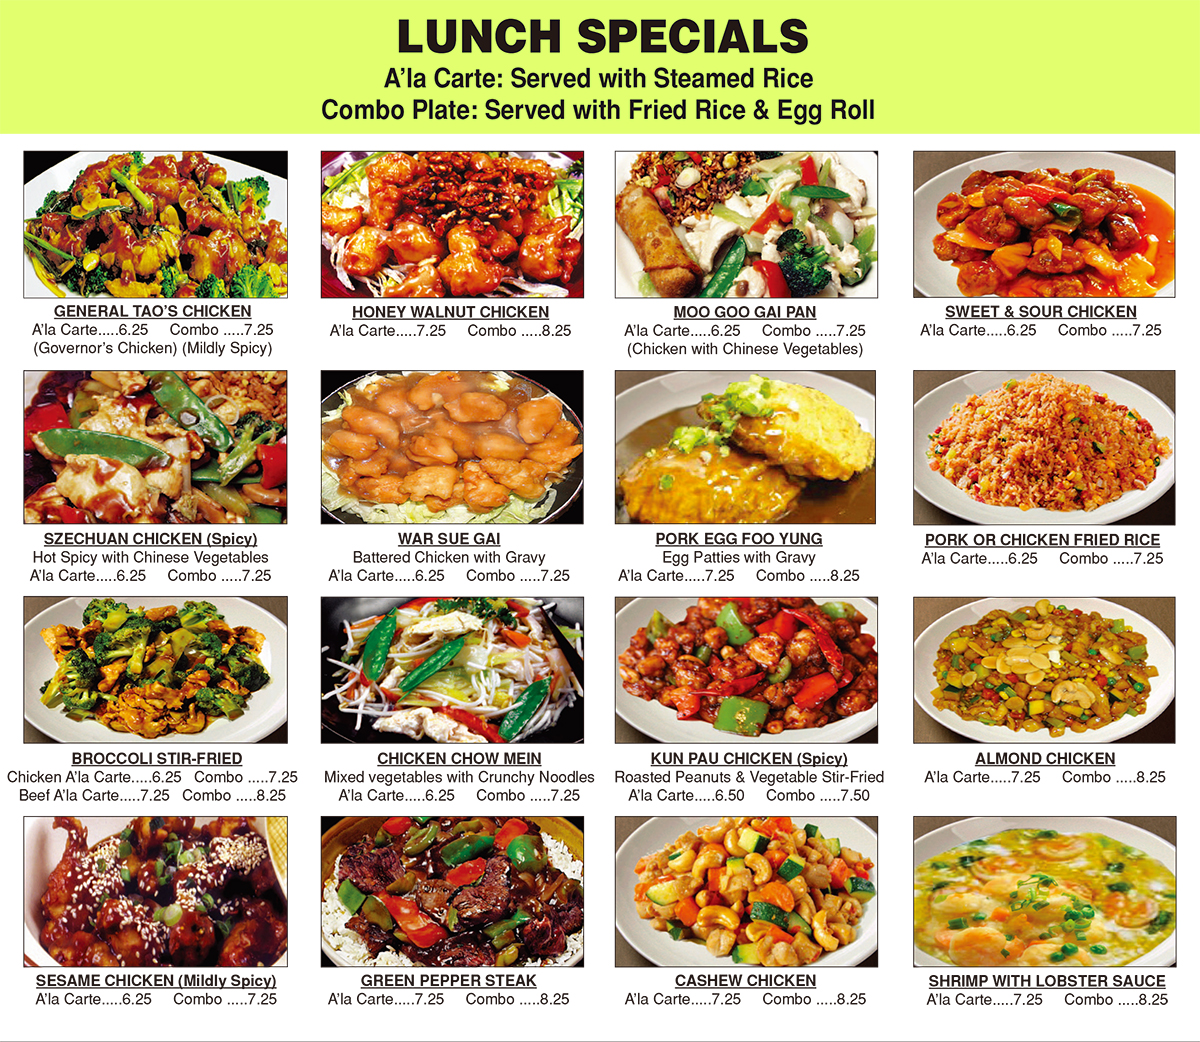 LUNCH SPECIALS
A'la Carte: Served with Steamed Rice
Combo Plate: Served with Fried Rice & Egg Roll
GENERAL TAO'S CHICKEN
A'la Carte.....6.25 Combo .....7.25
(Governor's Chicken) (Mildly Spicy)
HONEY WALNUT CHICKEN
A'la Carte.....7.25 Combo .....8.25
MOO GOO GAI PAN
A'la Carte.....6.25 Combo .....7.25
(Chicken with Chinese Vegetables)
SWEET & SOUR CHICKEN
A'la Carte.....6.25 Combo .....7.25
SZECHUAN CHICKEN (Spicy)
Hot Spicy with Chinese Vegetables
A'la Carte.....6.25 Combo .....7.25
WAR SUE GAI
Battered Chicken with Gravy
A'la Carte.....6.25 Combo .....7.25
PORK EGG FOO YUNG
Egg Patties with Gravy
A'la Carte.....7.25 Combo .....8.25
PORK OR CHICKEN FRIED RICE
A'la Carte.....6.25 Combo .....7.25
BROCCOLI STIR-FRIED
Chicken A'la Carte.....6.25 Combo .....7.25
Beef A'la Carte.....7.25 Combo .....8.25
CHICKEN CHOW MEIN
Mixed vegetables with Crunchy Noodles
A'la Carte.....6.25 Combo .....7.25
KUN PAU CHICKEN (Spicy)
Roasted Peanuts & Vegetable Stir-Fried
A'la Carte.....6.50 Combo .....7.50
ALMOND CHICKEN
A'la Carte.....7.25 Combo .....8.25
SESAME CHICKEN (Mildly Spicy)
A'la Carte.....6.25 Combo .....7.25
GREEN PEPPER STEAK
A'la Carte.....7.25 Combo .....8.25
CASHEW CHICKEN
A'la Carte.....7.25 Combo .....8.25
SHRIMP WITH LOBSTER SAUCE
A'la Carte.....7.25 Combo .....8.25